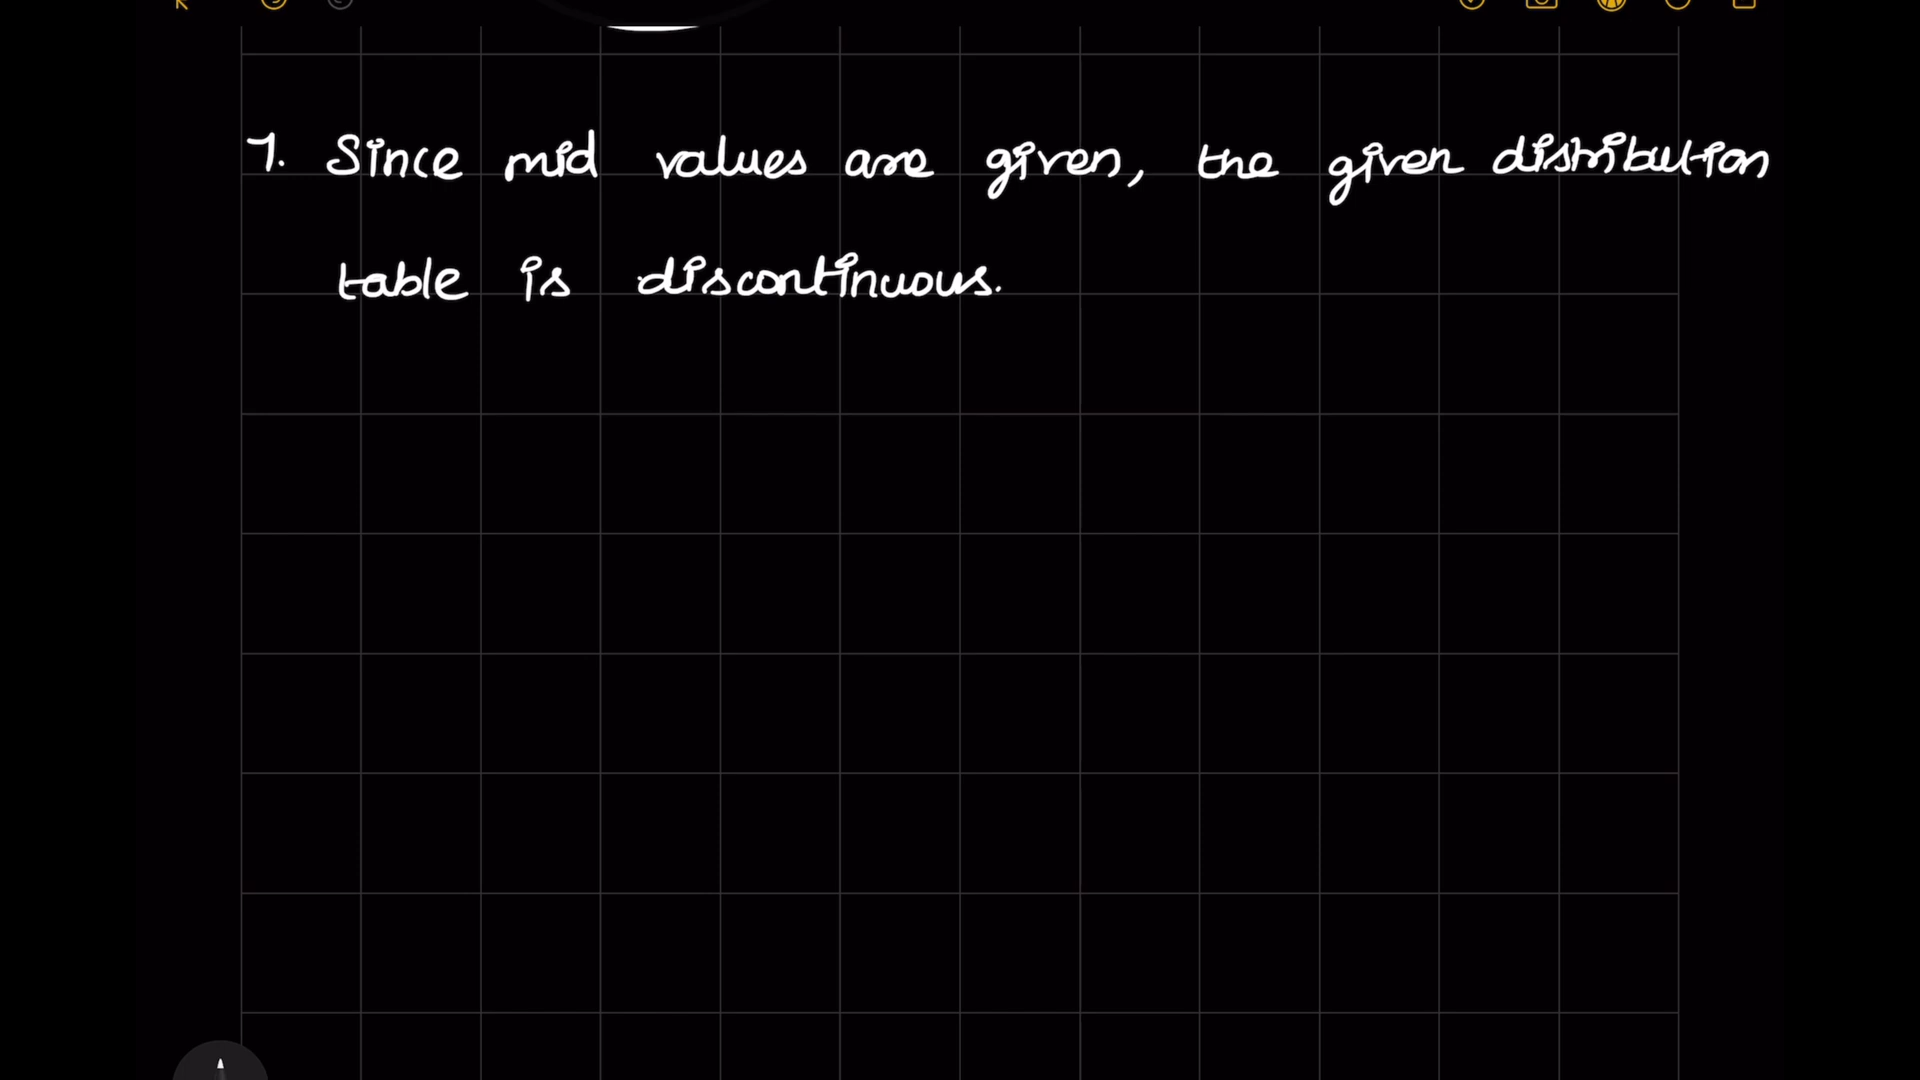 7. Since mid values are given, the given distribution
table is discontinuous.